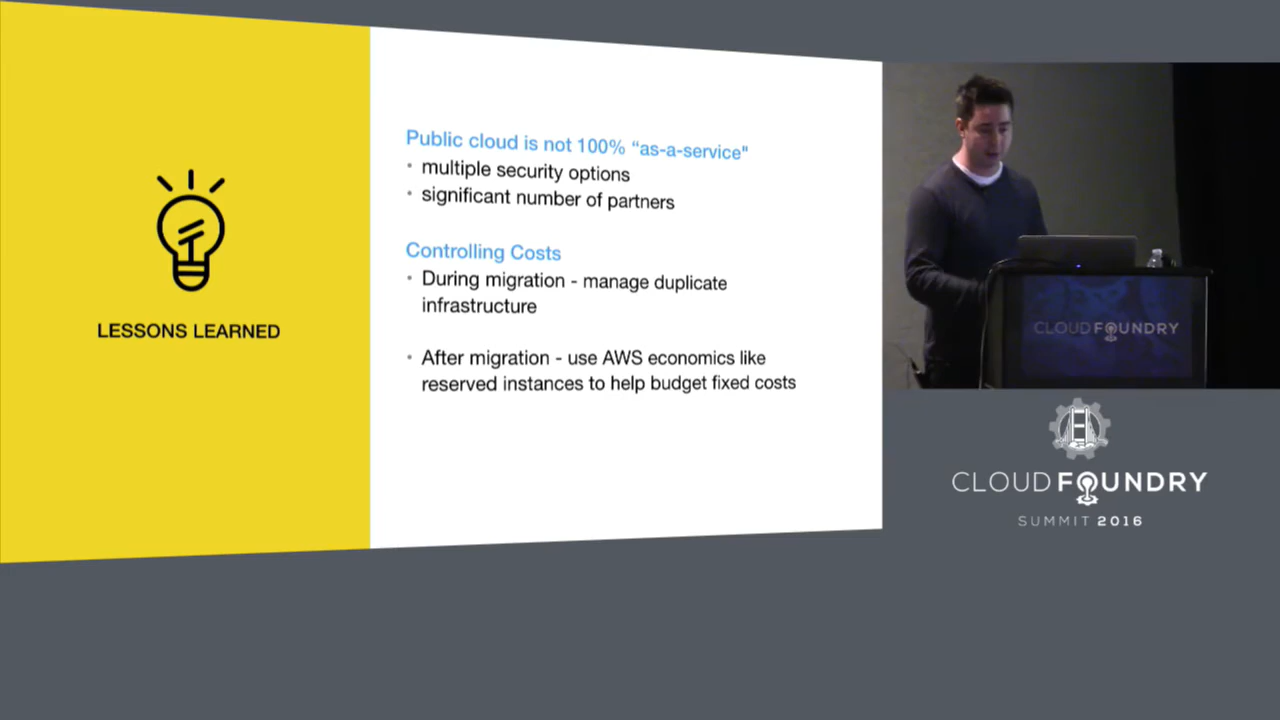 LESSONS LEARNED
Public cloud is not 100% “as-a-service"
• multiple security options
• significant number of partners
Controlling Costs
• During migration - manage duplicate
infrastructure
• After migration - use AWS economics like
reserved instances to help budget fixed costs
CLOUD FOUNDRY
CLOUD FOUNDRY
SUMMIT 2016